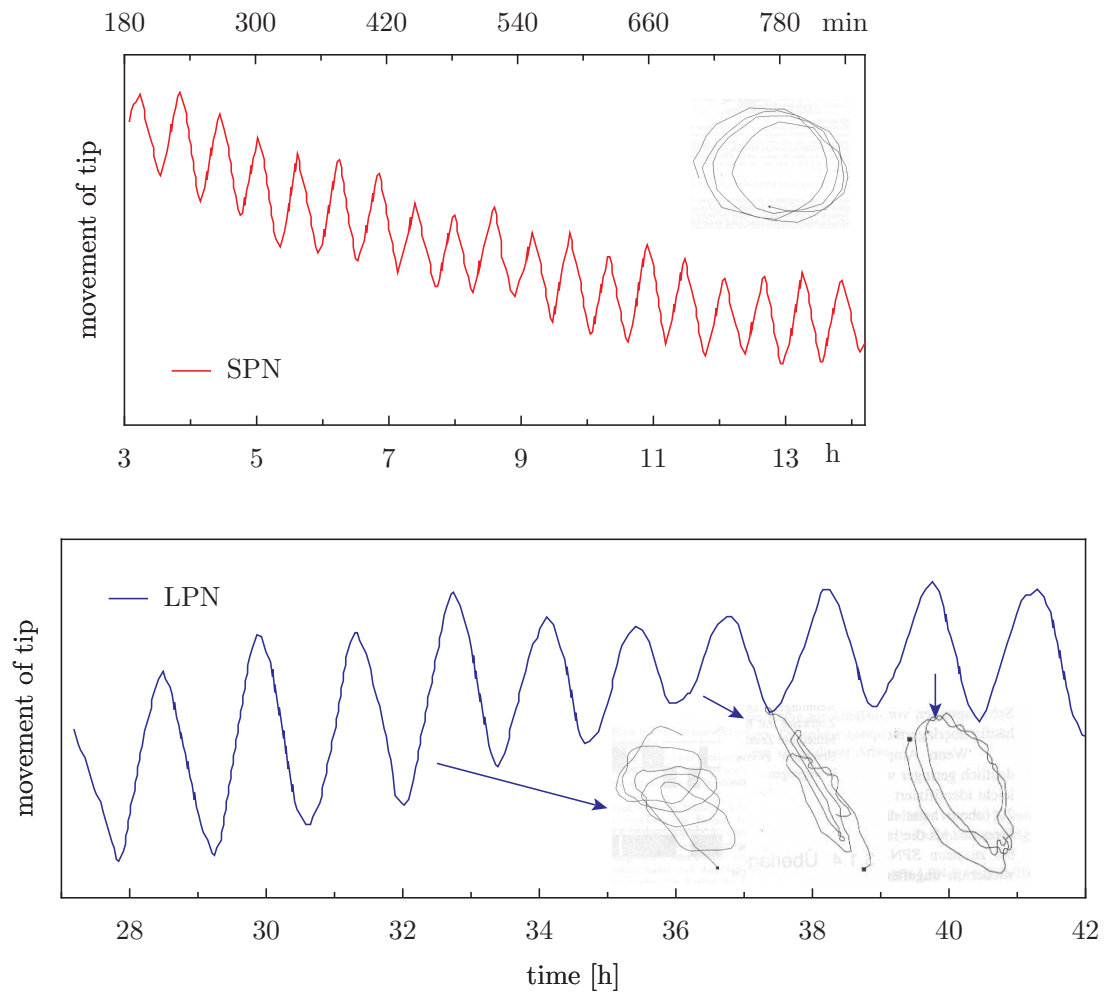 180 300 420 540 660 780 min
movement of tip
SPN
3 5 7 9 11 13 h
movement of tip
LPN
28 30 32 34 36 38 40 42
time [h]